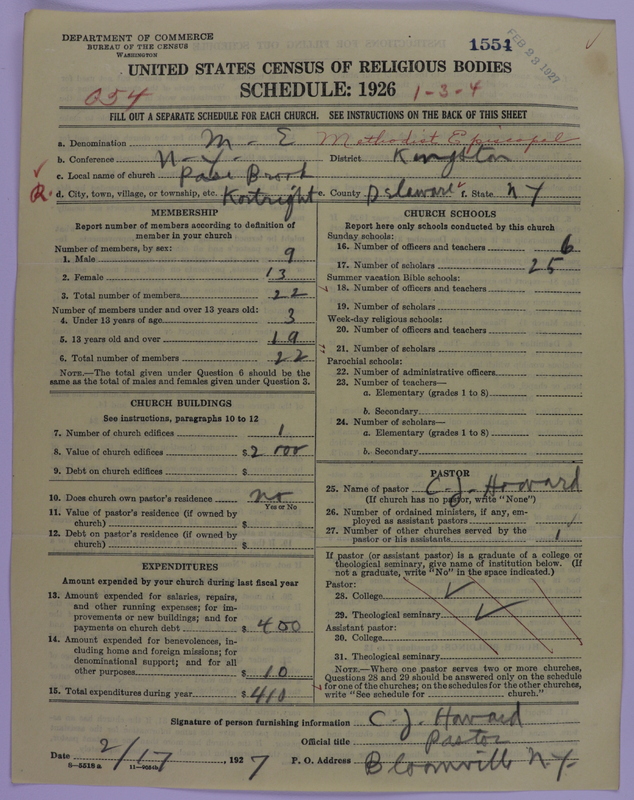 DEPARTMENT OF COMMERCE
BUREAU OF THE CENSUS
WASHINGTON
1554
FEB 23 1927
UNITED STATES CENSUS OF RELIGIOUS BODIES
SCHEDULE: 1926
054
1-3-4
FILL OUT A SEPARATE SCHEDULE FOR EACH CHURCH. SEE INSTRUCTIONS ON THE BACK OF THIS SHEET
a. Denomination M - E Methodist Episcopal
b. Conference N. Y. District Kingston
c. Local name of church Brook
R. d. City, town, village, or township, etc. Kortright e. County Delaware f. State N Y
MEMBERSHIP
Report number of members according to definition of member in your church
Number of members, by sex:
1. Male 9
2. Female 13
3. Total number of members 22
Number of members under and over 13 years old:
4. Under 13 years of age 3
5. 13 years old and over 19
6. Total number of members 22
NOTE.—The total given under Question 6 should be the
same as the total of males and females given under Question 3.
CHURCH BUILDINGS
See instructions, paragraphs 10 to 12
7. Number of church edifices 1
8. Value of church edifices $ 2000
9. Debt on church edifices $
10. Does church own pastor's residence no
Yes or No
11. Value of pastor's residence (if owned by
church) $
12. Debt on pastor's residence (if owned by
church) $
EXPENDITURES
Amount expended by your church during last fiscal year
13. Amount expended for salaries, repairs,
and other running expenses; for im-
provements or new buildings; and for
payments on church debt $ 400
14. Amount expended for benevolences, in-
cluding home and foreign missions; for
denominational support; and for all
other purposes 10
15. Total expenditures during year $ 410
CHURCH SCHOOLS
Report here only schools conducted by this church
Sunday schools:
16. Number of officers and teachers 6
17. Number of scholars 25
Summer vacation Bible schools:
18. Number of officers and teachers
19. Number of scholars
Week-day religious schools:
20. Number of officers and teachers
21. Number of scholars
Parochial schools:
22. Number of administrative officers
23. Number of teachers—
a. Elementary (grades 1 to 8)
b. Secondary
24. Number of scholars—
a. Elementary (grades 1 to 8)
b. Secondary
PASTOR
25. Name of pastor C. J. Howard
(If church has no pastor, write "None")
26. Number of ordained ministers, if any, em-
ployed as assistant pastors
27. Number of other churches served by the
pastor or his assistants 1
If pastor (or assistant pastor) is a graduate of a college or
theological seminary, give name of institution below. (If
not a graduate, write "No" in the space indicated.)
Pastor:
28. College ✓
29. Theological seminary ✓
Assistant pastor:
30. College
31. Theological seminary
NOTE.—Where one pastor serves two or more churches,
Questions 28 and 29 should be answered only on the schedule
for one of the churches; on the schedules for the other churches,
write "See schedule for church."
Signature of person furnishing information C. J. Howard
Official title Pastor
Date 2/17, 1927 P. O. Address Bloomville N.Y.
8—5518 a